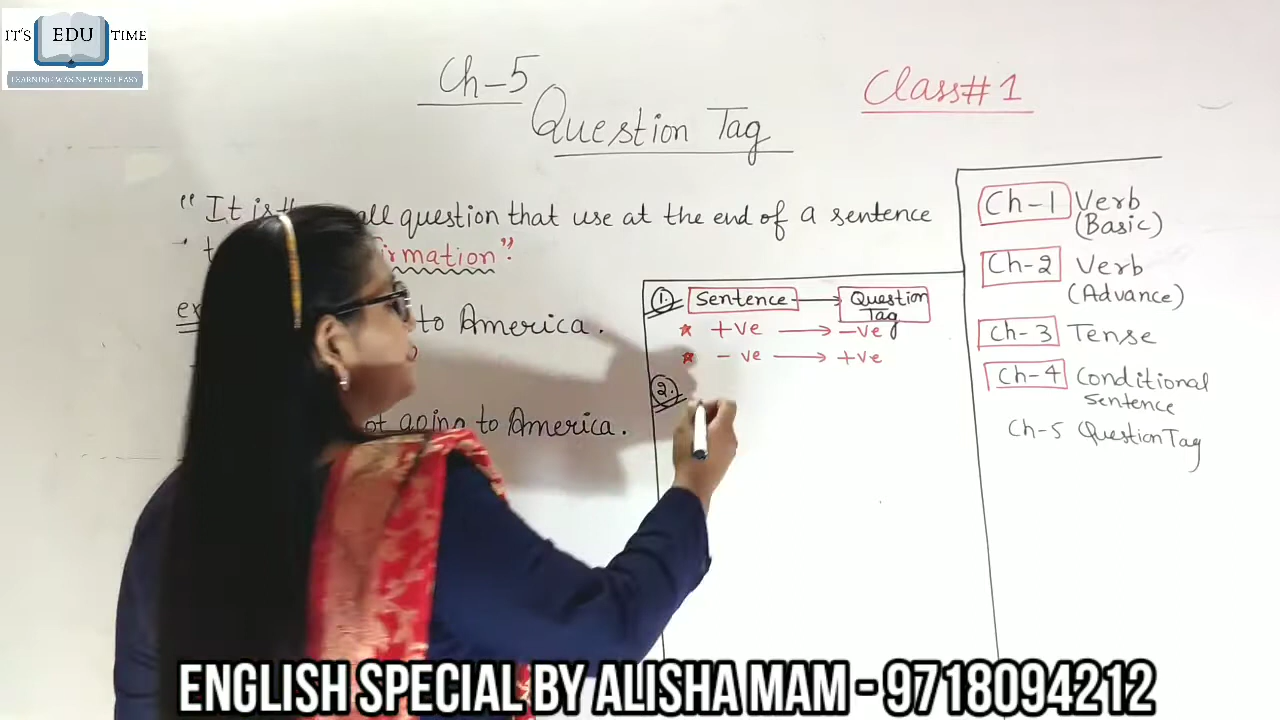 IT'S EDU TIME
LEARNING WAS NEVER SO EASY
Ch-5
Question Tag
Class#1
"It is question that use at the end of a sentence
"
ex
to America.
going to America.
1. Sentence → Question Tag
★ +ve → -ve
★ -ve → +ve
2.
Ch-1 Verb
(Basic)
Ch-2 Verb
(Advance)
Ch-3 Tense
Ch-4 Conditional
Sentence
Ch-5 Question Tag
ENGLISH SPECIAL BY ALISHA MAM - 9718094212